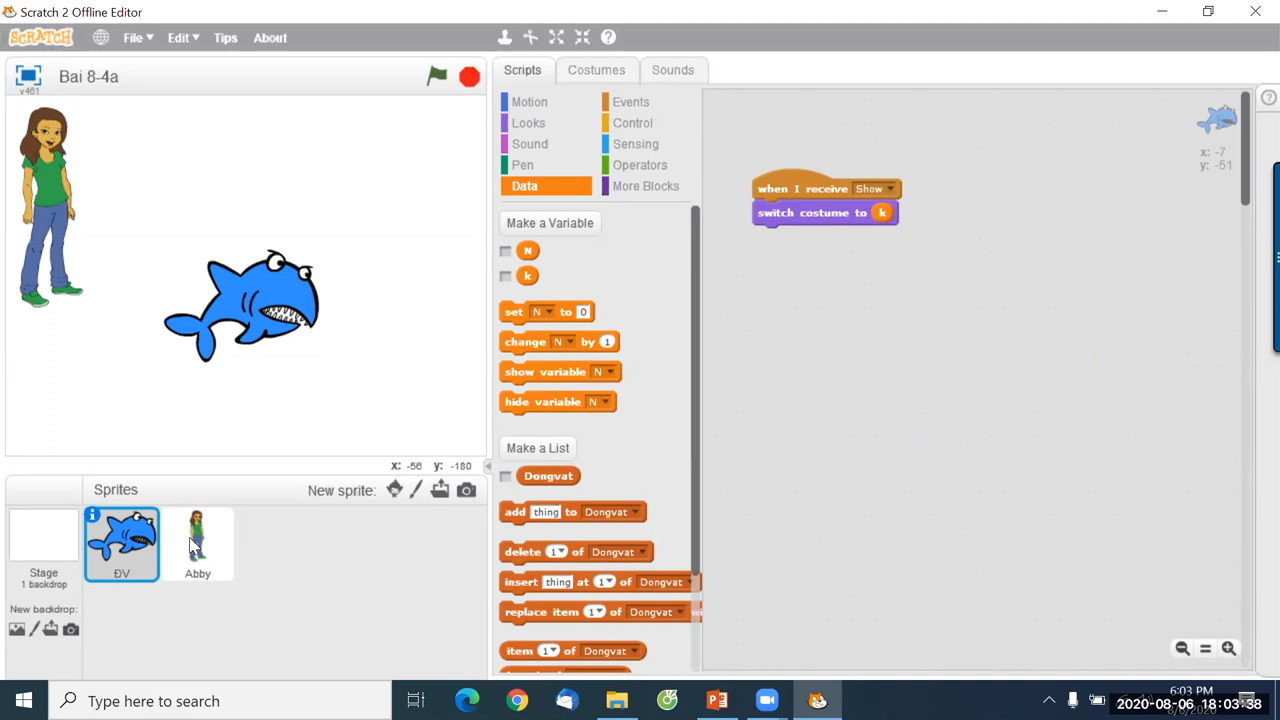 Scratch 2 Offline Editor
SCRATCH File Edit Tips About
v461 Bai 8-4a
Scripts Costumes Sounds
Motion Events
Looks Control
Sound Sensing
Pen Operators
Data More Blocks
Make a Variable
N
k
set N to 0
change N by 1
show variable N
hide variable N
Make a List
Dongvat
add thing to Dongvat
delete 1 of Dongvat
insert thing at 1 of Dongvat
replace item 1 of Dongvat
item 1 of Dongvat
when I receive Show
switch costume to k
x: -7
y: -51
x: -56 y: -180
Sprites New sprite:
Stage
1 backdrop
New backdrop:
ĐV
Abby
Type here to search
6:03 PM
2020-08-06 18:03:38